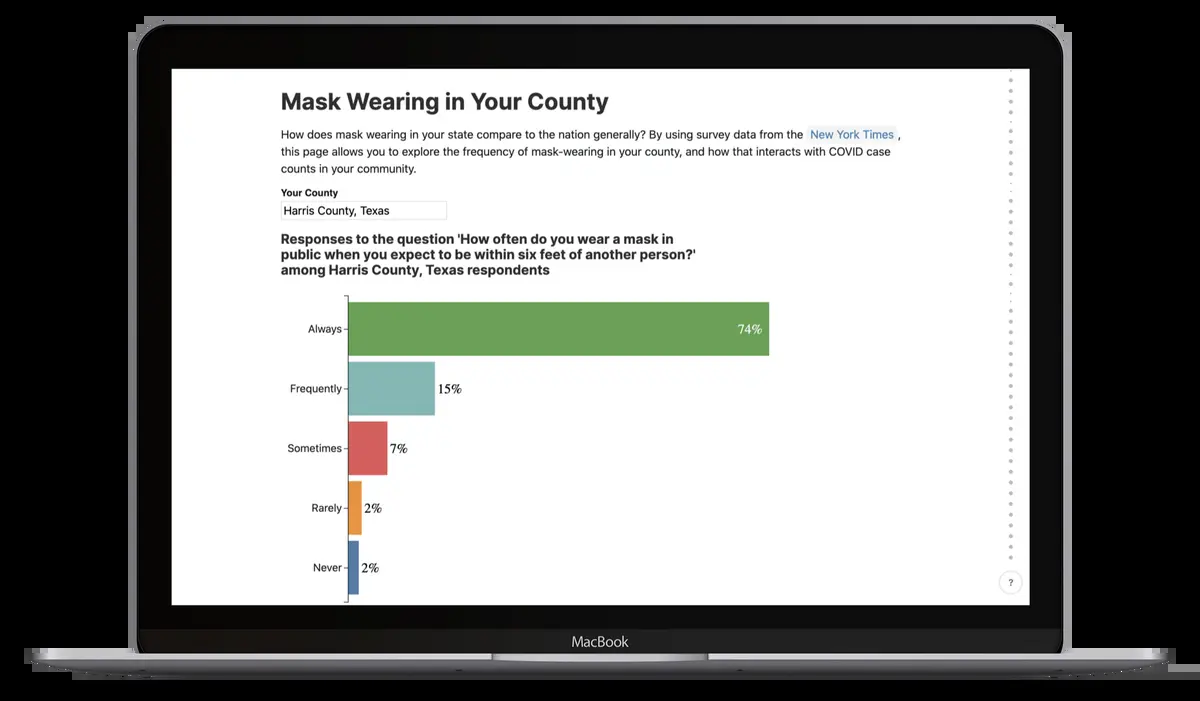 Mask Wearing in Your County
How does mask wearing in your state compare to the nation generally? By using survey data from the New York Times ,
this page allows you to explore the frequency of mask-wearing in your county, and how that interacts with COVID case
counts in your community.
Your County
Harris County, Texas
Responses to the question 'How often do you wear a mask in
public when you expect to be within six feet of another person?'
among Harris County, Texas respondents
Always 74%
Frequently 15%
Sometimes 7%
Rarely 2%
Never 2%
?
MacBook